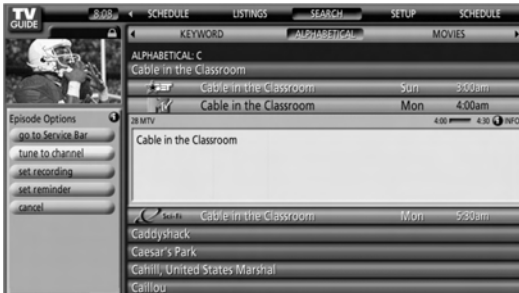 TV GUIDE 8:08 SCHEDULE LISTINGS SEARCH SETUP SCHEDULE
KEYWORD ALPHABETICAL MOVIES
ALPHABETICAL: C
Cable in the Classroom
BET Cable in the Classroom Sun 3:00am
Cable in the Classroom Mon 4:00am
28 MTV 4:00 4:30 INFO
Cable in the Classroom
Episode Options
go to Service Bar
tune to channel
set recording
set reminder
cancel
Sci-Fi Cable in the Classroom Mon 5:30am
Caddyshack
Caesar's Park
Cahill, United States Marshal
Caillou